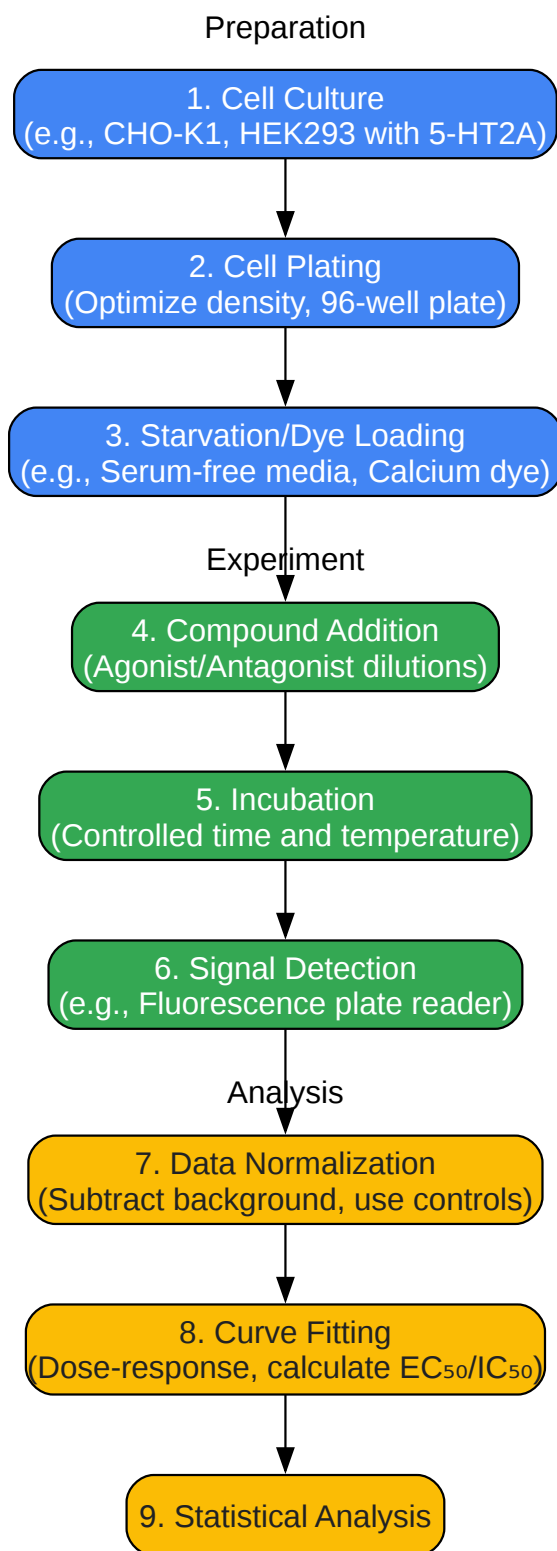 Preparation
1. Cell Culture
(e.g., CHO-K1, HEK293 with 5-HT2A)
2. Cell Plating
(Optimize density, 96-well plate)
3. Starvation/Dye Loading
(e.g., Serum-free media, Calcium dye)
Experiment
4. Compound Addition
(Agonist/Antagonist dilutions)
5. Incubation
(Controlled time and temperature)
6. Signal Detection
(e.g., Fluorescence plate reader)
Analysis
7. Data Normalization
(Subtract background, use controls)
8. Curve Fitting
(Dose-response, calculate EC₅₀/IC₅₀)
9. Statistical Analysis